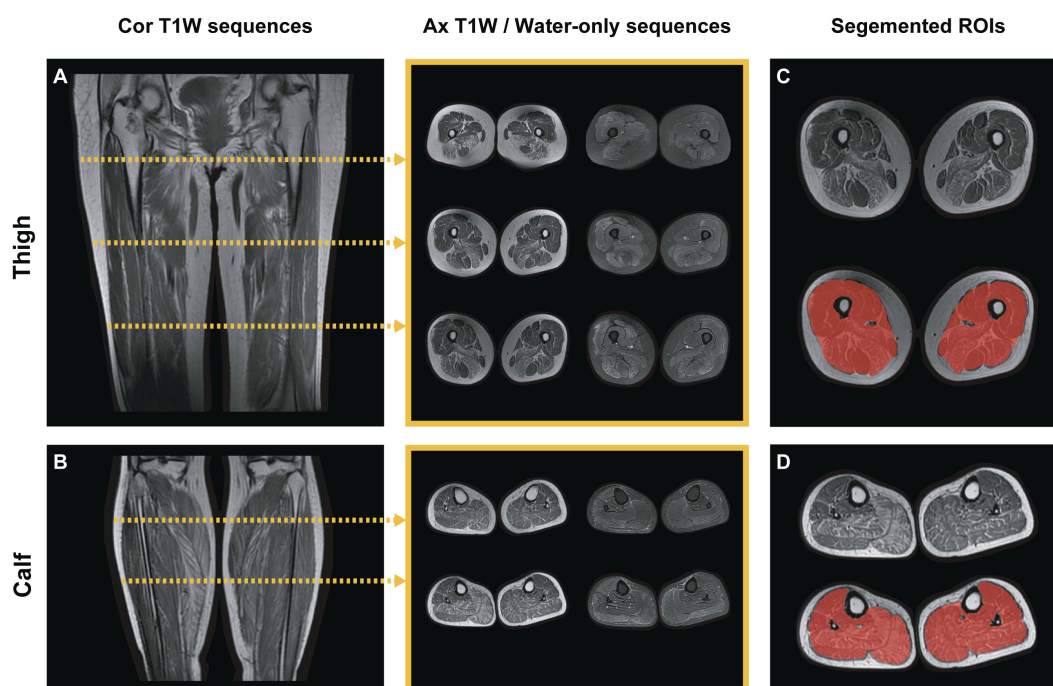 Cor T1W sequences
Ax T1W / Water-only sequences
Segemented ROIs
Thigh
A
C
Calf
B
D